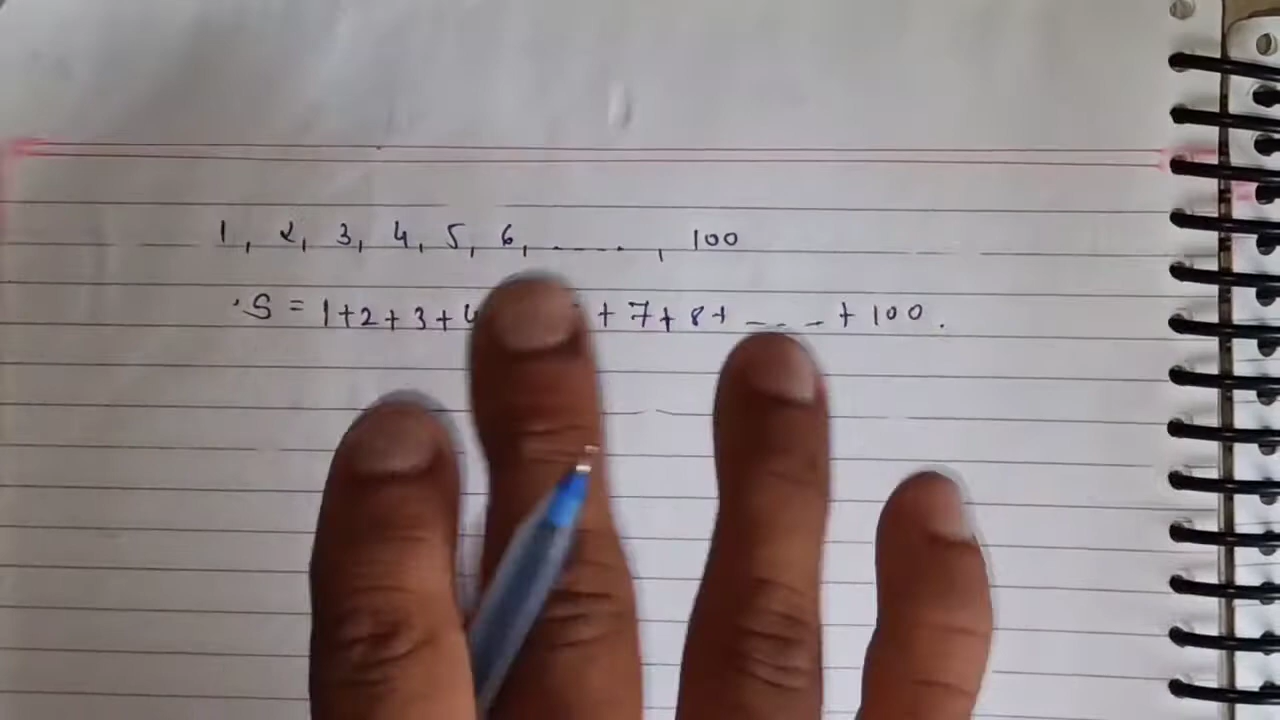 1, 2, 3, 4, 5, 6, - - - - , 100
S = 1+2+3+4 + 7+8+ - - - + 100.